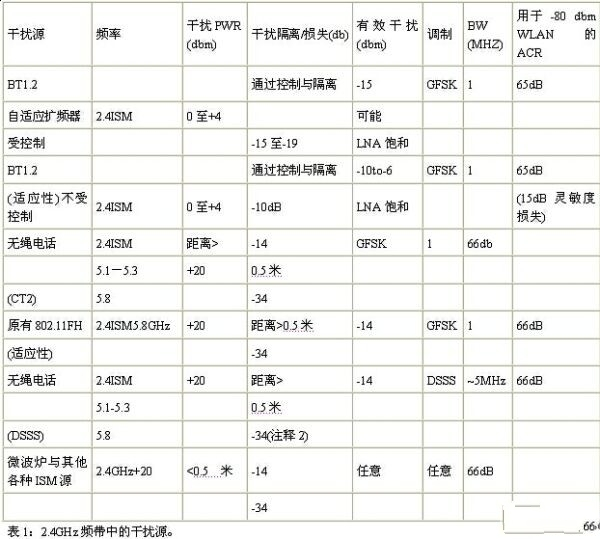 干扰源 频率 干扰 PWR (dbm) 干扰隔离/损失(db) 有效干扰 (dbm) 调制 BW (MHZ) 用于 -80 dbm WLAN 的 ACR
BT1.2 通过控制与隔离 -15 GFSK 1 65dB
自适应扩频器 2.4ISM 0 至+4 可能
受控制 -15 至-19 LNA 饱和
BT1.2 通过控制与隔离 -10to-6 GFSK 1 65dB
(适应性)不受控制 2.4ISM 0 至+4 -10dB LNA 饱和 (15dB 灵敏度损失)
无绳电话 2.4ISM 距离> -14 GFSK 1 66db
5.1－5.3 +20 0.5 米
(CT2) 5.8 -34
原有 802.11FH 2.4ISM5.8GHz +20 距离>0.5 米 -14 GFSK 1 66dB
(适应性) -34
无绳电话 2.4ISM +20 距离> -14 DSSS ~5MHz 66dB
5.1-5.3 0.5 米
(DSSS) 5.8 -34(注释 2)
微波炉与其他各种 ISM 源 2.4GHz+20 <0.5 米 -14 任意 任意 66dB
-34
表 1：2.4GHz 频带中的干扰源。